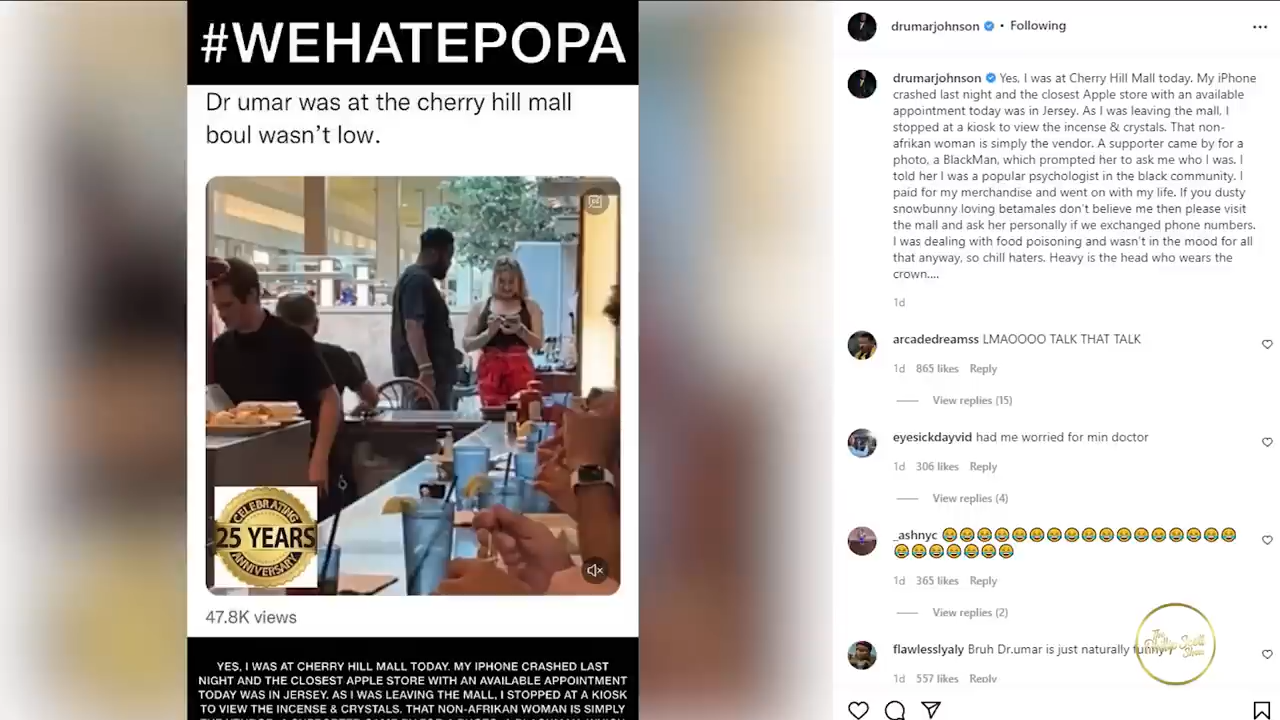 #WEHATEPOPA
Dr umar was at the cherry hill mall
boul wasn't low.
CELEBRATING
25 YEARS
ANNIVERSARY
47.8K views
YES, I WAS AT CHERRY HILL MALL TODAY. MY IPHONE CRASHED LAST
NIGHT AND THE CLOSEST APPLE STORE WITH AN AVAILABLE APPOINTMENT
TODAY WAS IN JERSEY. AS I WAS LEAVING THE MALL, I STOPPED AT A KIOSK
TO VIEW THE INCENSE & CRYSTALS. THAT NON-AFRIKAN WOMAN IS SIMPLY
drumarjohnson • Following
drumarjohnson Yes, I was at Cherry Hill Mall today. My iPhone
crashed last night and the closest Apple store with an available
appointment today was in Jersey. As I was leaving the mall, I
stopped at a kiosk to view the incense & crystals. That non-
afrikan woman is simply the vendor. A supporter came by for a
photo, a BlackMan, which prompted her to ask me who I was. I
told her I was a popular psychologist in the black community. I
paid for my merchandise and went on with my life. If you dusty
snowbunny loving betamales don't believe me then please visit
the mall and ask her personally if we exchanged phone numbers.
I was dealing with food poisoning and wasn't in the mood for all
that anyway, so chill haters. Heavy is the head who wears the
crown....
1d
arcadedreamss LMAOOOO TALK THAT TALK
1d 865 likes Reply
View replies (15)
eyesickdayvid had me worried for min doctor
1d 306 likes Reply
View replies (4)
_ashnyc 😂😂😂😂😂😂😂😂😂😂😂😂😂😂😂😂😂
😂😂😂😂😂😂😂
1d 365 likes Reply
View replies (2)
flawlesslyaly Bruh Dr.umar is just naturally funny
1d 557 likes Reply